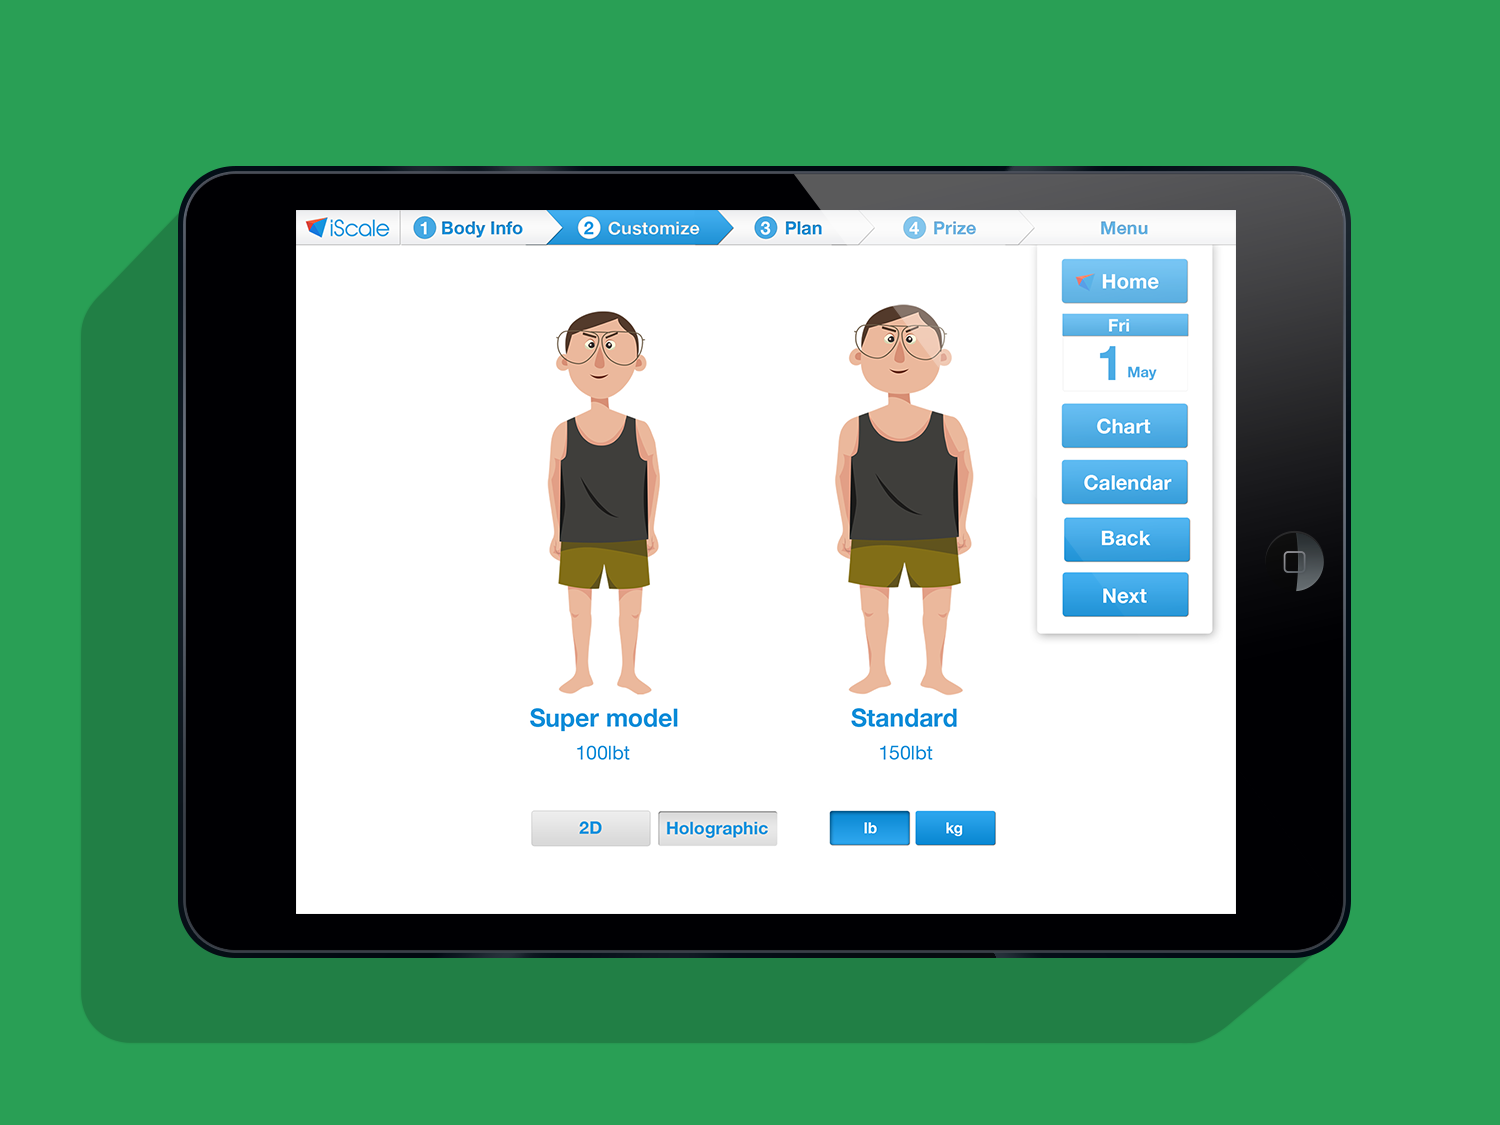 iScale 1 Body Info 2 Customize 3 Plan 4 Prize Menu
Home
Fri
1 May
Chart
Calendar
Back
Next
Super model Standard
100lbt 150lbt
2D Holographic lb kg